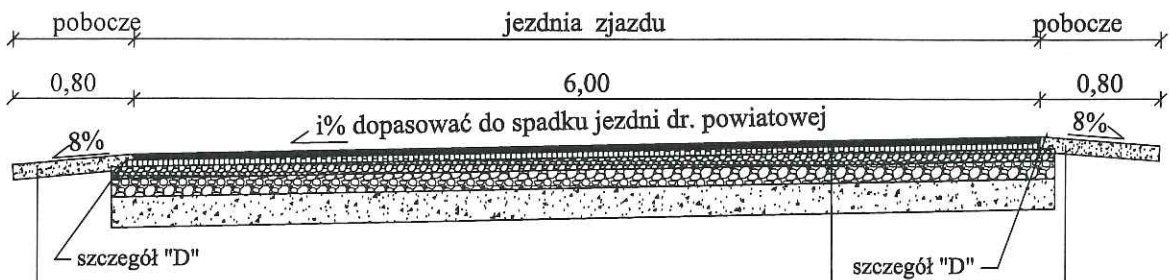 pobocze jezdnia zjazdu pobocze
0,80 6,00 0,80
8% i% dopasować do spadku jezdni dr. powiatowej 8%
szczegół "D" szczegół "D"